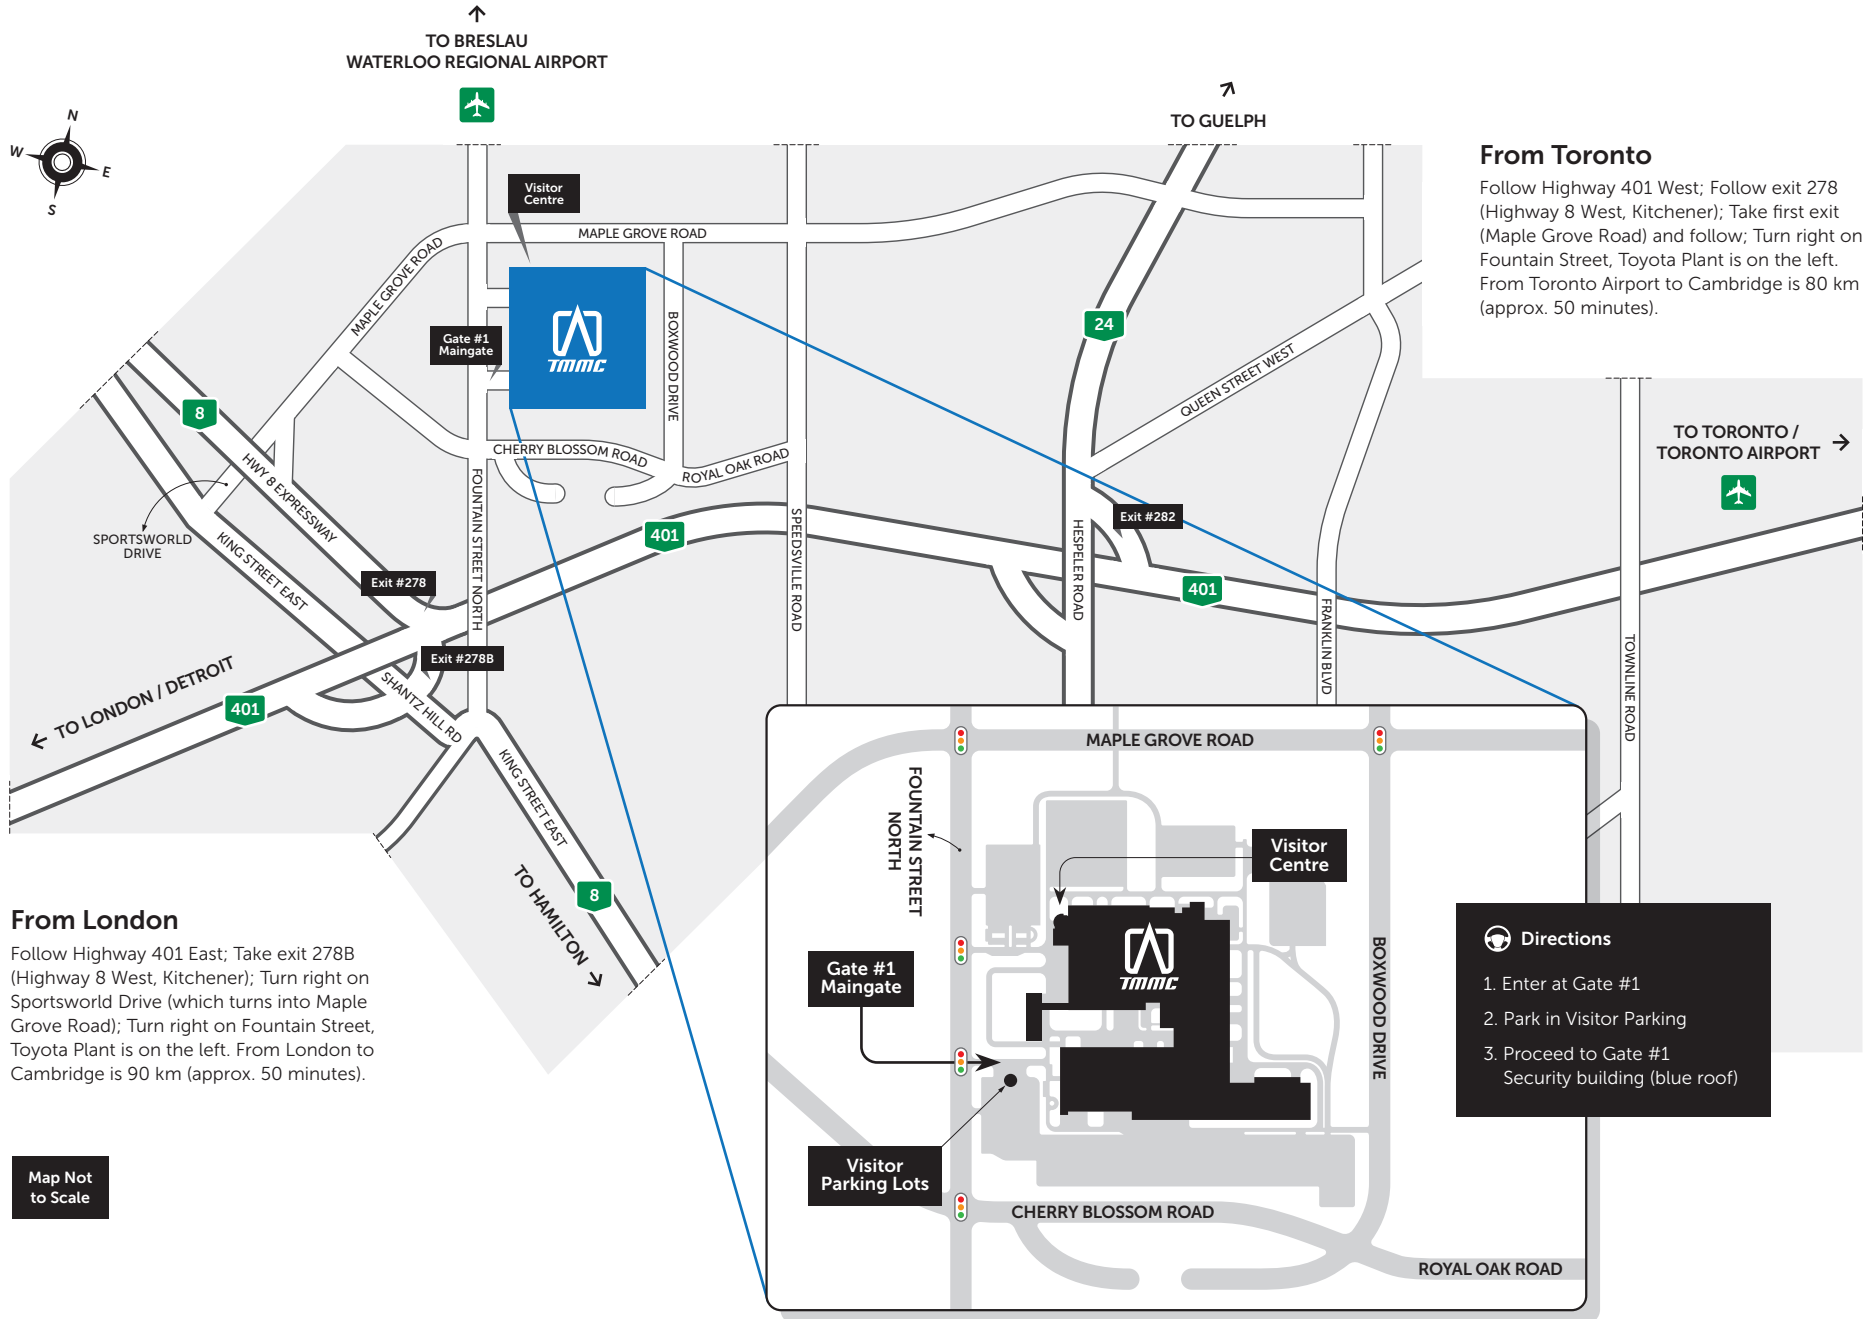 TO BRESLAU
WATERLOO REGIONAL AIRPORT
TO GUELPH
N
W
E
S
From Toronto
Follow Highway 401 West; Follow exit 278
(Highway 8 West, Kitchener); Take first exit
(Maple Grove Road) and follow; Turn right on
Fountain Street, Toyota Plant is on the left.
From Toronto Airport to Cambridge is 80 km
(approx. 50 minutes).
Visitor
Centre
MAPLE GROVE ROAD
MAPLE GROVE ROAD
Gate #1
Maingate
TMMC
BOXWOOD DRIVE
24
QUEEN STREET WEST
8
HWY 8 EXPRESSWAY
CHERRY BLOSSOM ROAD
ROYAL OAK ROAD
TO TORONTO /
TORONTO AIRPORT
SPORTSWORLD
DRIVE
KING STREET EAST
FOUNTAIN STREET NORTH
401
SPEEDSVILLE ROAD
HESPELER ROAD
Exit #282
Exit #278
401
FRANKLIN BLVD
TOWNLINE ROAD
Exit #278B
TO LONDON / DETROIT
401
SHANTZ HILL RD
KING STREET EAST
8
TO HAMILTON
From London
Follow Highway 401 East; Take exit 278B
(Highway 8 West, Kitchener); Turn right on
Sportsworld Drive (which turns into Maple
Grove Road); Turn right on Fountain Street,
Toyota Plant is on the left. From London to
Cambridge is 90 km (approx. 50 minutes).
Map Not
to Scale
MAPLE GROVE ROAD
FOUNTAIN STREET
NORTH
Visitor
Centre
Gate #1
Maingate
TMMC
BOXWOOD DRIVE
Visitor
Parking Lots
CHERRY BLOSSOM ROAD
ROYAL OAK ROAD
Directions
1. Enter at Gate #1
2. Park in Visitor Parking
3. Proceed to Gate #1
Security building (blue roof)